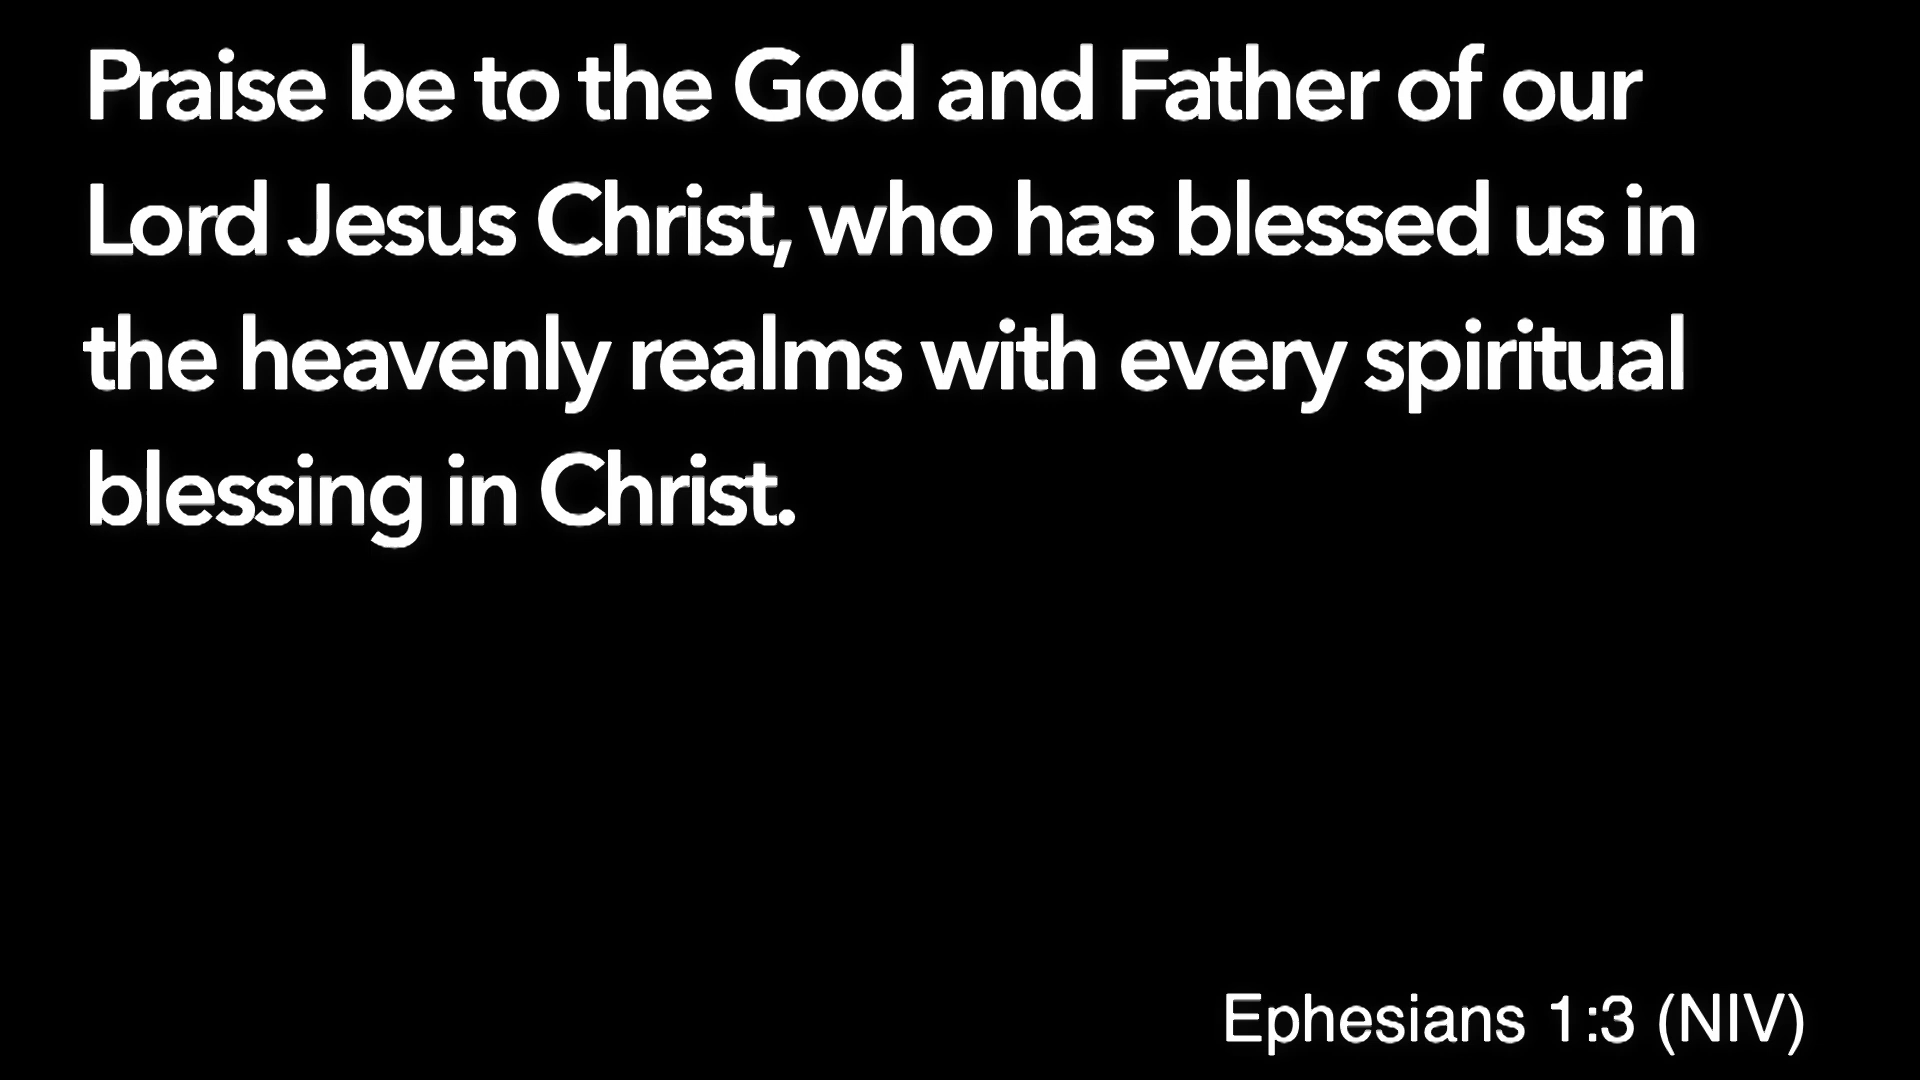 Praise be to the God and Father of our
Lord Jesus Christ, who has blessed us in
the heavenly realms with every spiritual
blessing in Christ.
Ephesians 1:3 (NIV)